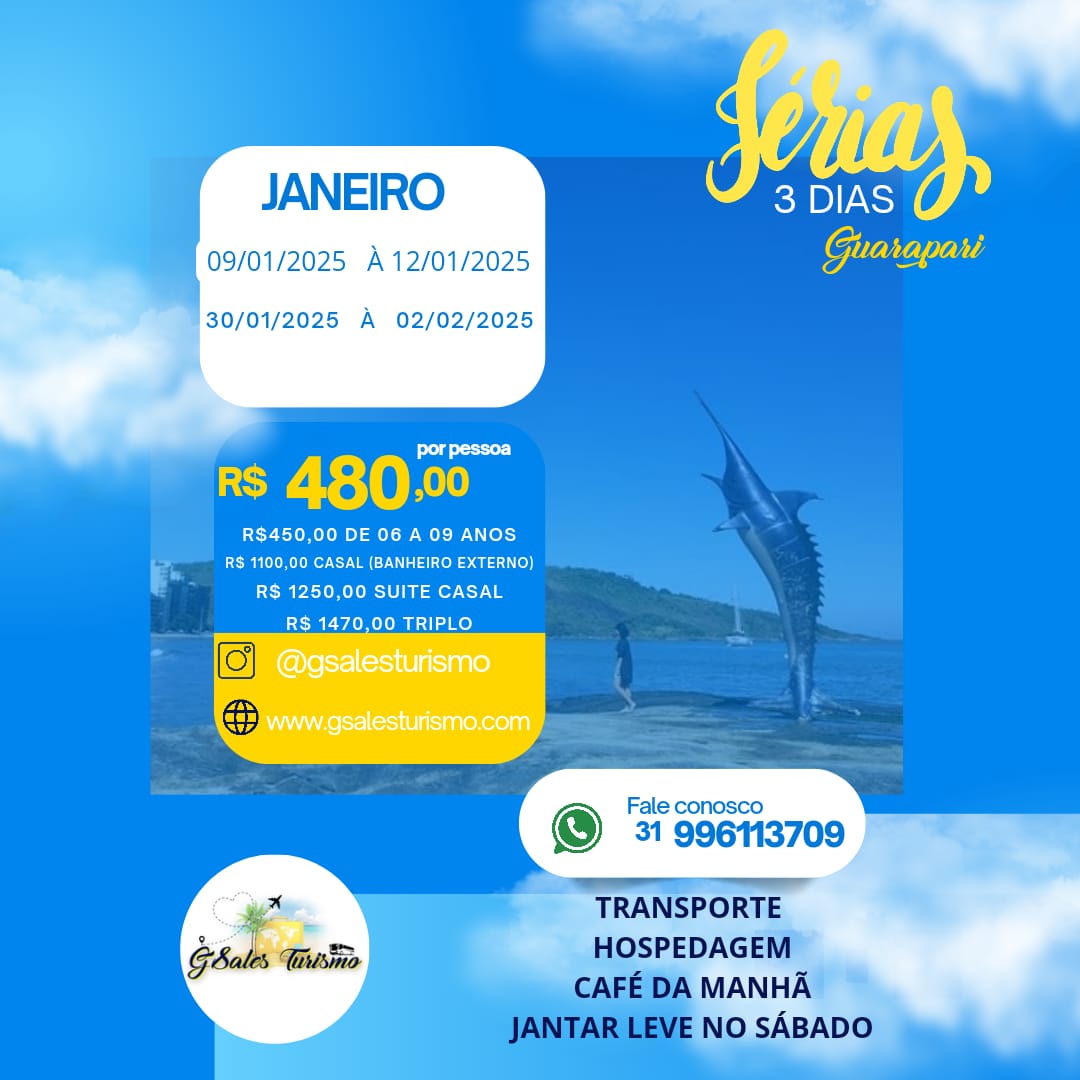 Férias
3 DIAS
Guarapari
JANEIRO
09/01/2025 À 12/01/2025
30/01/2025 À 02/02/2025
por pessoa
R$ 480,00
R$450,00 DE 06 A 09 ANOS
R$ 1100,00 CASAL (BANHEIRO EXTERNO)
R$ 1250,00 SUITE CASAL
R$ 1470,00 TRIPLO
@gsalesturismo
www.gsalesturismo.com
Fale conosco
31 996113709
GSales Turismo
TRANSPORTE
HOSPEDAGEM
CAFÉ DA MANHÃ
JANTAR LEVE NO SÁBADO